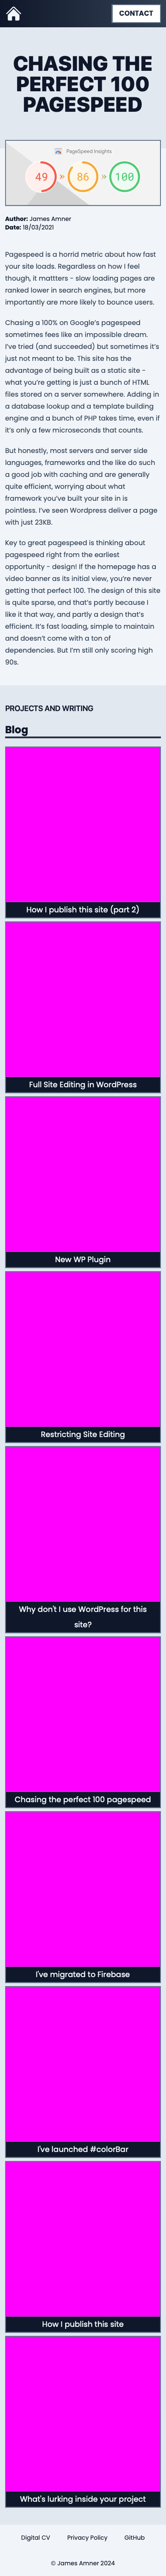 CONTACT
CHASING THE
PERFECT 100
PAGESPEED
PageSpeed Insights
49 » 86 » 100
Author: James Amner
Date: 18/03/2021
Pagespeed is a horrid metric about how fast
your site loads. Regardless on how I feel
though, it matters - slow loading pages are
ranked lower in search engines, but more
importantly are more likely to bounce users.
Chasing a 100% on Google's pagespeed
sometimes fees like an impossible dream.
I've tried (and succeeded) but sometimes it's
just not meant to be. This site has the
advantage of being built as a static site -
what you're getting is just a bunch of HTML
files stored on a server somewhere. Adding in
a database lookup and a template building
engine and a bunch of PHP takes time, even if
it's only a few microseconds that counts.
But honestly, most servers and server side
languages, frameworks and the like do such
a good job with caching and are generally
quite efficient, worrying about what
framework you've built your site in is
pointless. I've seen Wordpress deliver a page
with just 23KB.
Key to great pagespeed is thinking about
pagespeed right from the earliest
opportunity - design! If the homepage has a
video banner as its initial view, you're never
getting that perfect 100. The design of this site
is quite sparse, and that's partly because I
like it that way, and partly a design that's
efficient. It's fast loading, simple to maintain
and doesn't come with a ton of
dependencies. But I'm still only scoring high
90s.
PROJECTS AND WRITING
Blog
How I publish this site (part 2)
Full Site Editing in WordPress
New WP Plugin
Restricting Site Editing
Why don't I use WordPress for this
site?
Chasing the perfect 100 pagespeed
I've migrated to Firebase
I've launched #colorBar
How I publish this site
What's lurking inside your project
Digital CV
Privacy Policy
GitHub
© James Amner 2024